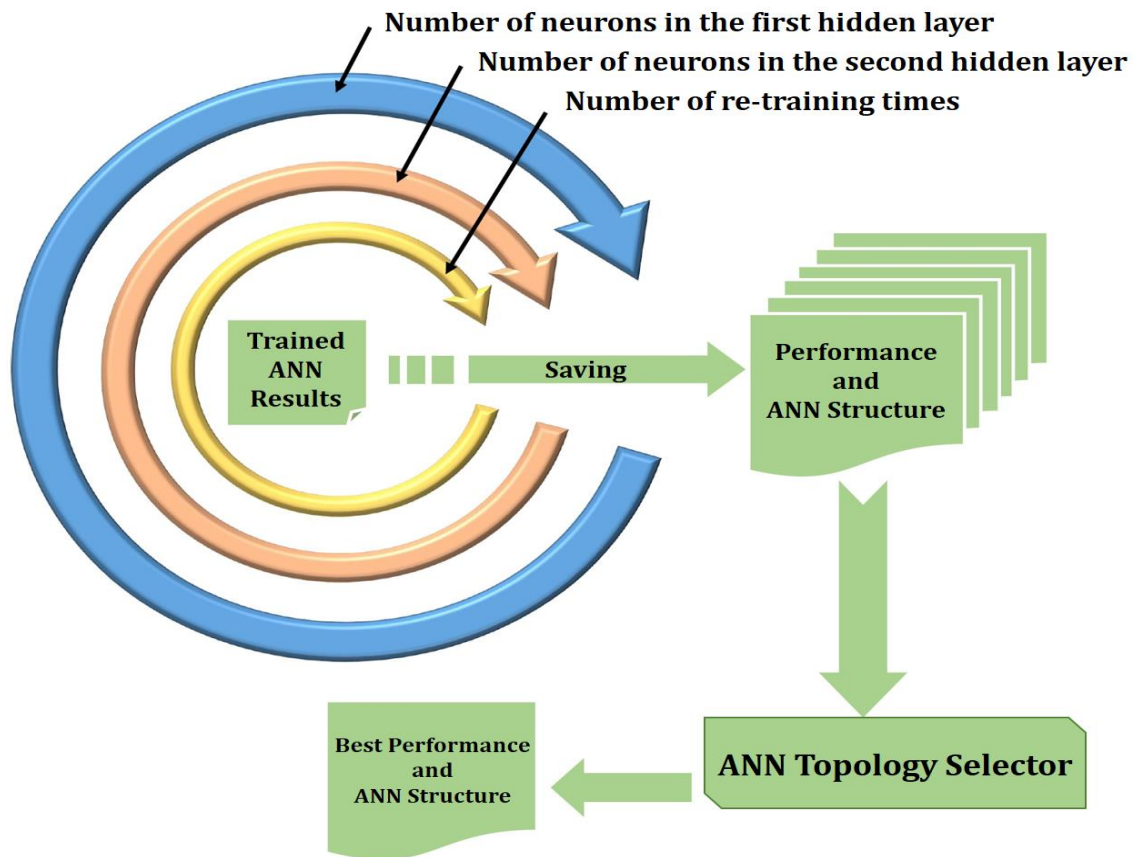 Number of neurons in the first hidden layer
Number of neurons in the second hidden layer
Number of re-training times
Trained
ANN
Results
Saving
Performance
and
ANN Structure
ANN Topology Selector
Best Performance
and
ANN Structure